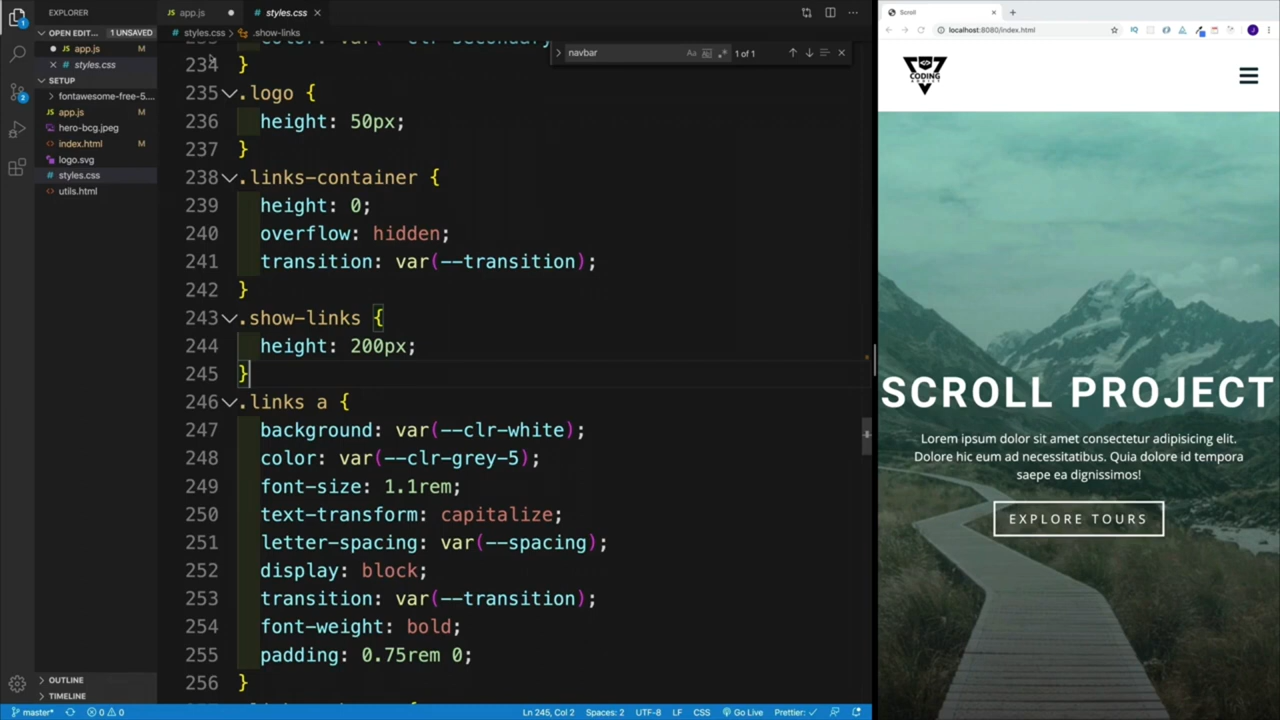 EXPLORER
OPEN EDIT... 1 UNSAVED
app.js M
styles.css
SETUP
fontawesome-free-5....
app.js M
hero-bcg.jpeg
index.html M
logo.svg
styles.css
utils.html
OUTLINE
TIMELINE
app.js
styles.css
styles.css > .show-links
navbar
1 of 1
234 }
235 .logo {
236 height: 50px;
237 }
238 .links-container {
239 height: 0;
240 overflow: hidden;
241 transition: var(--transition);
242 }
243 .show-links {
244 height: 200px;
245 }
246 .links a {
247 background: var(--clr-white);
248 color: var(--clr-grey-5);
249 font-size: 1.1rem;
250 text-transform: capitalize;
251 letter-spacing: var(--spacing);
252 display: block;
253 transition: var(--transition);
254 font-weight: bold;
255 padding: 0.75rem 0;
256 }
master* 0 0 Ln 245, Col 2 Spaces: 2 UTF-8 LF CSS Go Live Prettier: ✓
Scroll
localhost:8080/index.html
CODING
ADDICT
SCROLL PROJECT
Lorem ipsum dolor sit amet consectetur adipisicing elit.
Dolore hic eum ad necessitatibus. Quia dolore id tempora
saepe ea dignissimos!
EXPLORE TOURS